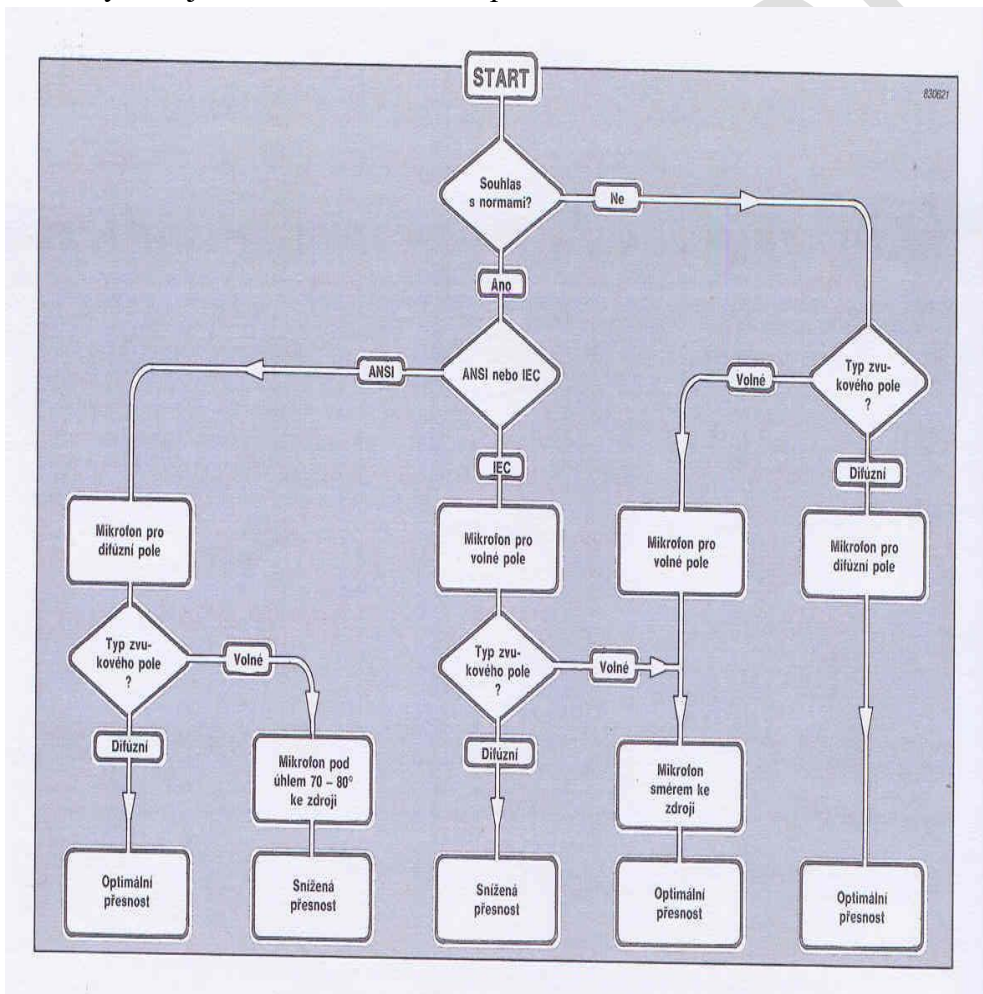 START
830621
Souhlas
s normami?
Ne
Ano
ANSI nebo IEC
ANSI
IEC
Typ zvu-
kového pole
?
Volné
Difúzní
Mikrofon pro
difúzní pole
Mikrofon pro
volné pole
Mikrofon pro
volné pole
Mikrofon pro
difúzní pole
Typ zvu-
kového pole
?
Volné
Difúzní
Typ zvu-
kového pole
?
Volné
Difúzní
Mikrofon pod
úhlem 70 – 80°
ke zdroji
Mikrofon
směrem ke
zdroji
Optimální
přesnost
Snížená
přesnost
Snížená
přesnost
Optimální
přesnost
Optimální
přesnost